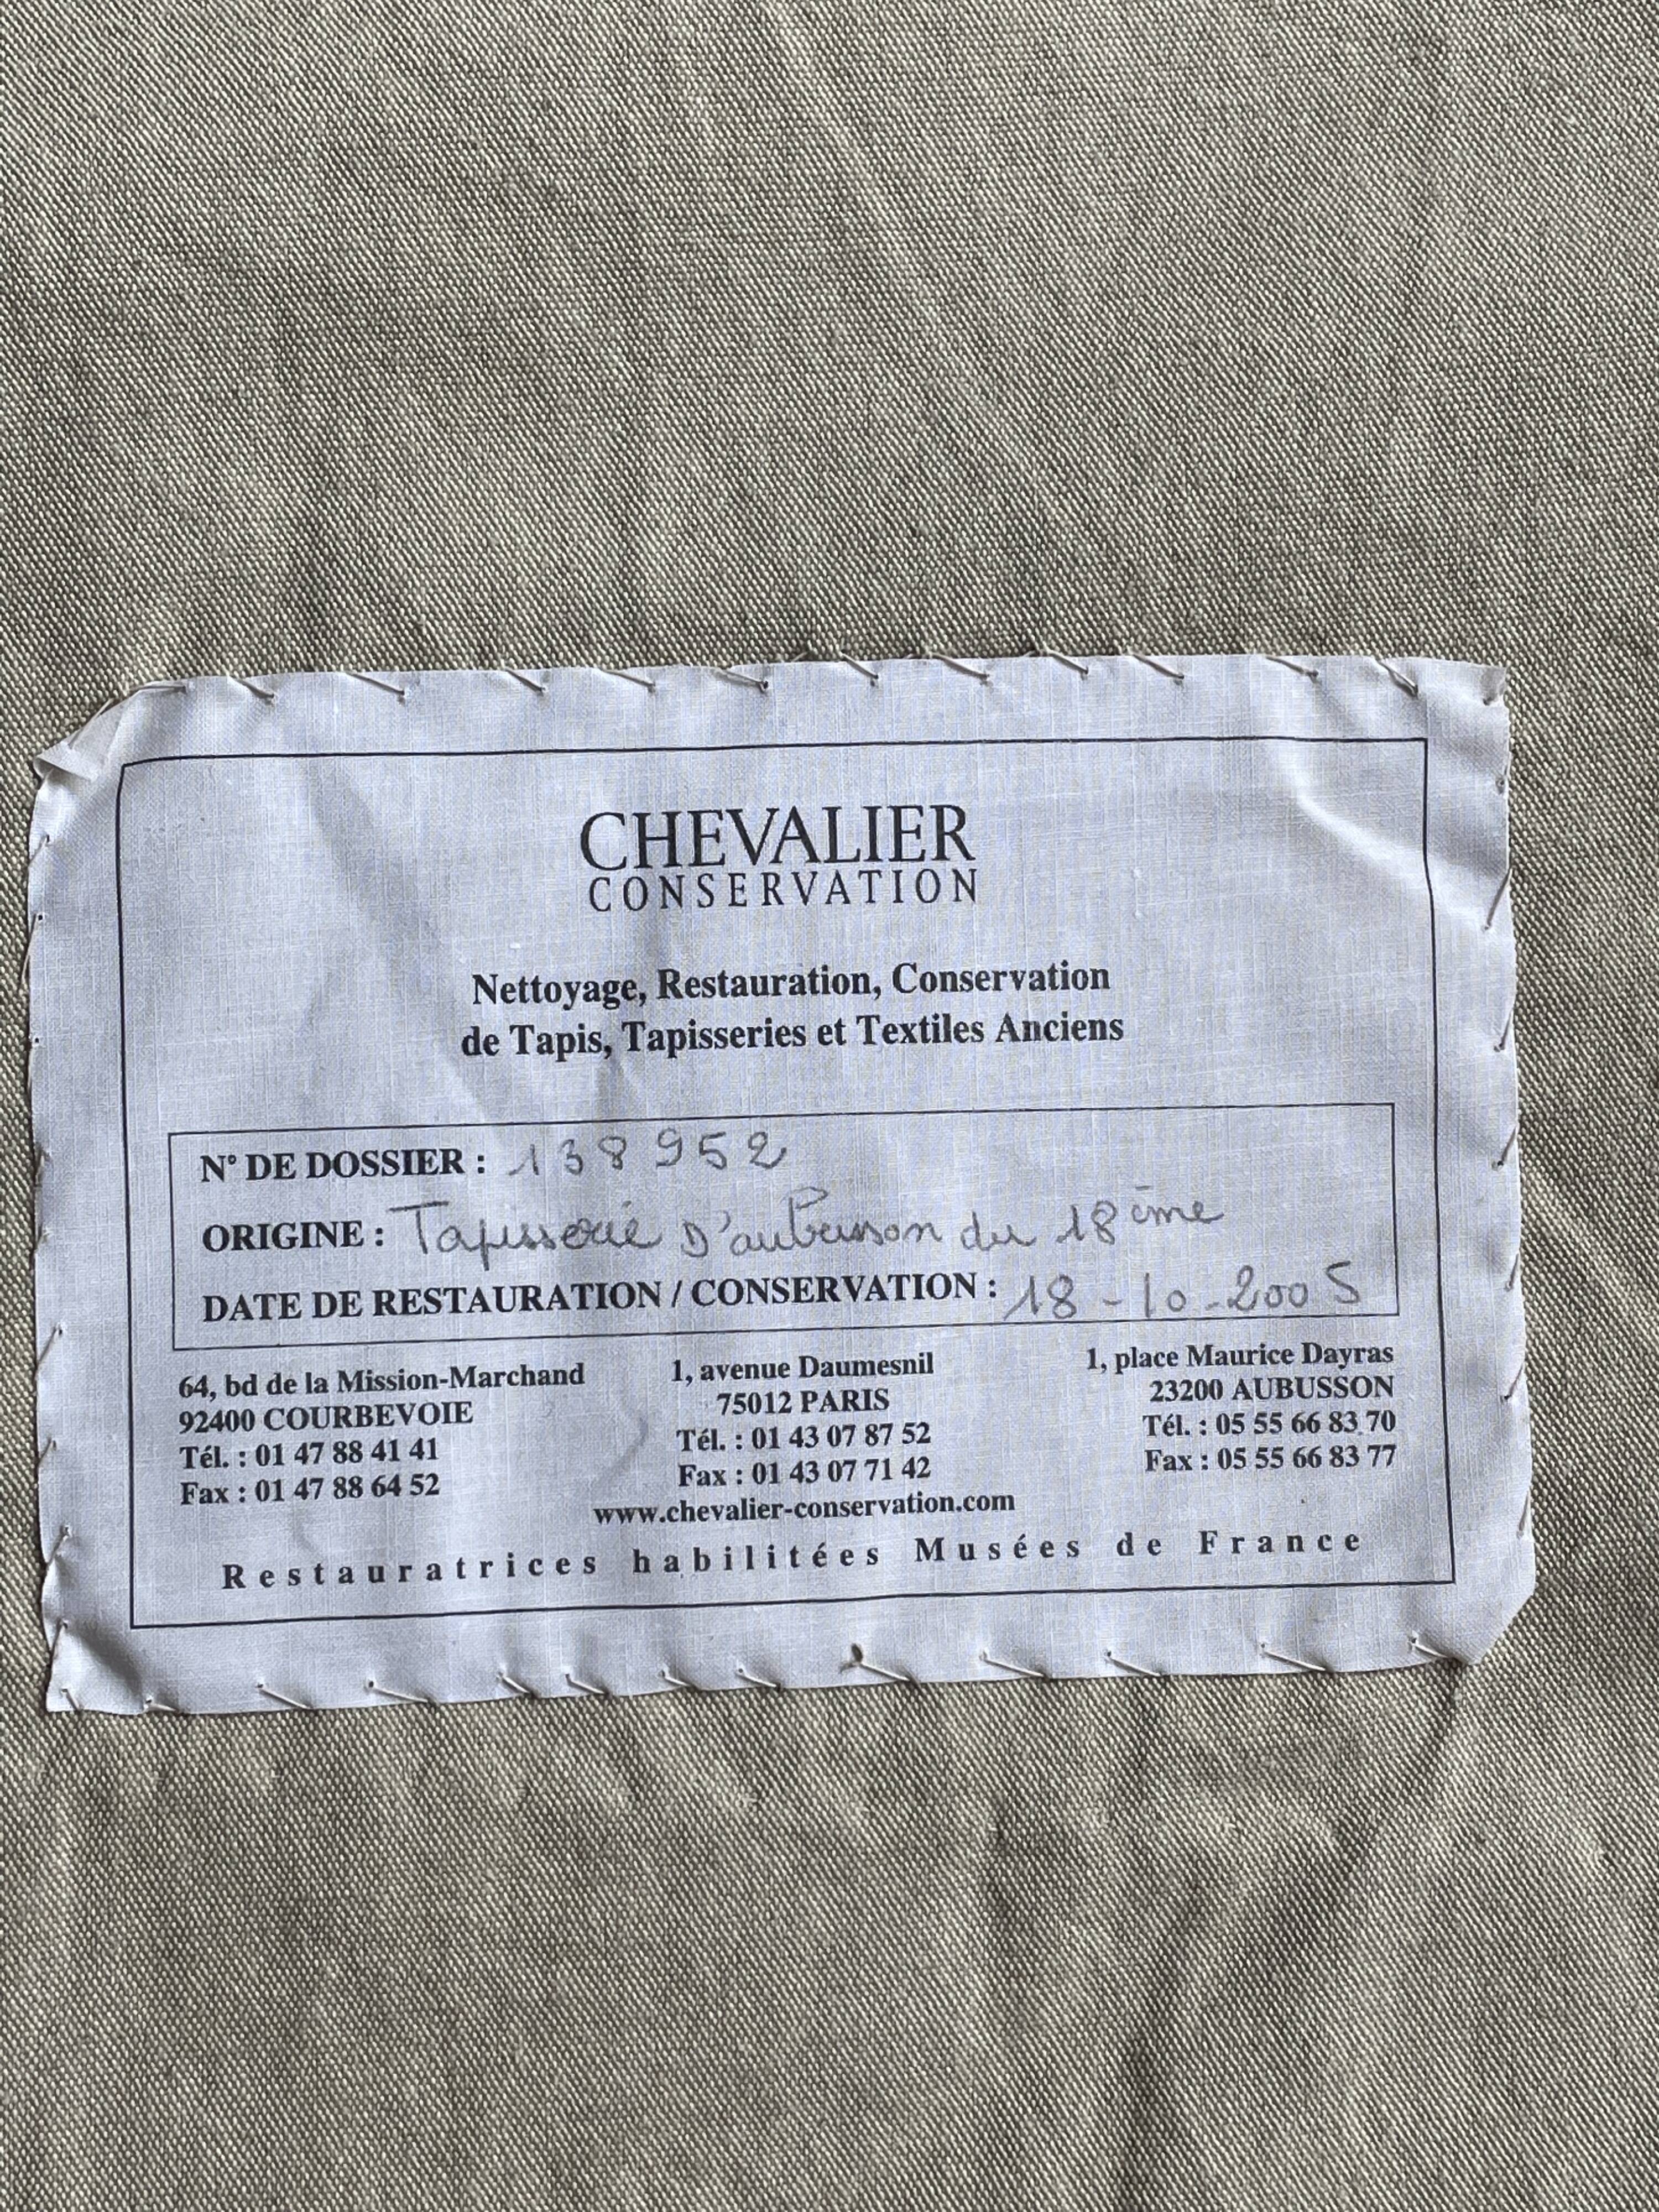 CHEVALIER
CONSERVATION
Nettoyage, Restauration, Conservation
de Tapis, Tapisseries et Textiles Anciens
N° DE DOSSIER : 138952
ORIGINE : Tapisserie D'aubusson du 18ème
DATE DE RESTAURATION / CONSERVATION : 18-10-2005
64, bd de la Mission-Marchand
92400 COURBEVOIE
Tél. : 01 47 88 41 41
Fax : 01 47 88 64 52
1, avenue Daumesnil
75012 PARIS
Tél. : 01 43 07 87 52
Fax : 01 43 07 71 42
1, place Maurice Dayras
23200 AUBUSSON
Tél. : 05 55 66 83 70
Fax : 05 55 66 83 77
www.chevalier-conservation.com
Restauratrices habilitées Musées de France